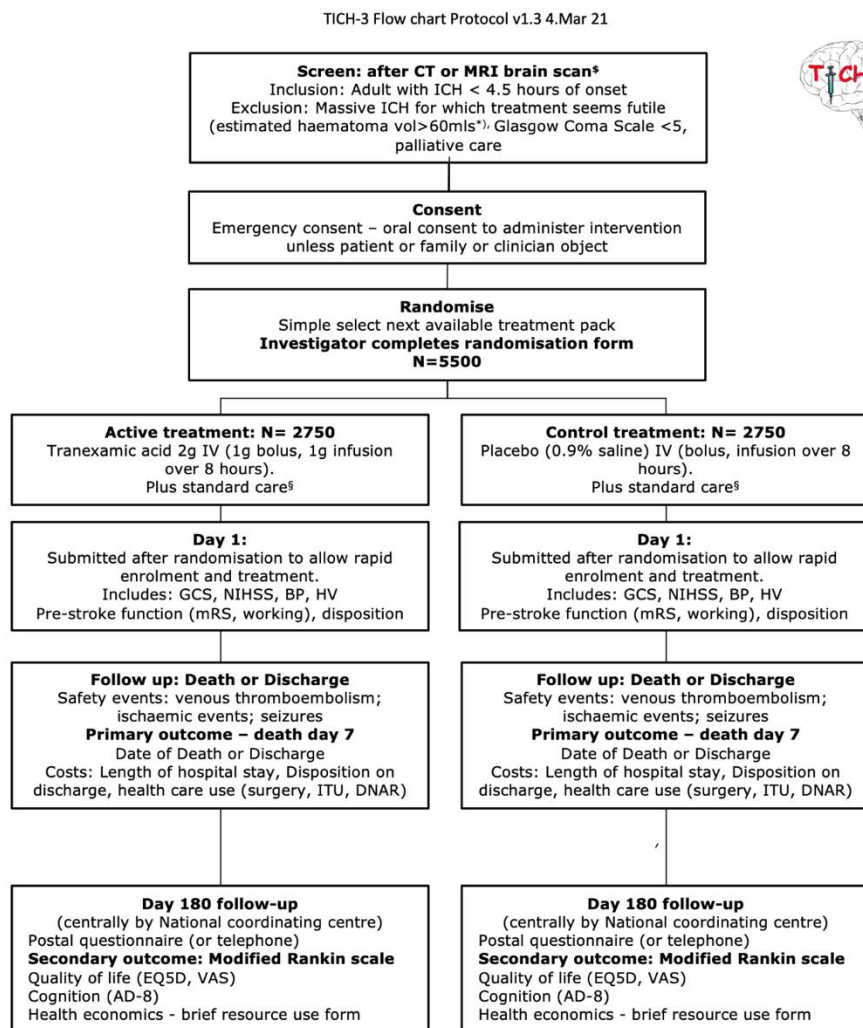 TICH-3 Flow chart Protocol v1.3 4.Mar 21
TICH
Screen: after CT or MRI brain scan$
Inclusion: Adult with ICH < 4.5 hours of onset
Exclusion: Massive ICH for which treatment seems futile
(estimated haematoma vol>60mls*), Glasgow Coma Scale <5,
palliative care
Consent
Emergency consent – oral consent to administer intervention
unless patient or family or clinician object
Randomise
Simple select next available treatment pack
Investigator completes randomisation form
N=5500
Active treatment: N= 2750
Tranexamic acid 2g IV (1g bolus, 1g infusion
over 8 hours).
Plus standard care§
Control treatment: N= 2750
Placebo (0.9% saline) IV (bolus, infusion over 8
hours).
Plus standard care§
Day 1:
Submitted after randomisation to allow rapid
enrolment and treatment.
Includes: GCS, NIHSS, BP, HV
Pre-stroke function (mRS, working), disposition
Day 1:
Submitted after randomisation to allow rapid
enrolment and treatment.
Includes: GCS, NIHSS, BP, HV
Pre-stroke function (mRS, working), disposition
Follow up: Death or Discharge
Safety events: venous thromboembolism;
ischaemic events; seizures
Primary outcome – death day 7
Date of Death or Discharge
Costs: Length of hospital stay, Disposition on
discharge, health care use (surgery, ITU, DNAR)
Follow up: Death or Discharge
Safety events: venous thromboembolism;
ischaemic events; seizures
Primary outcome – death day 7
Date of Death or Discharge
Costs: Length of hospital stay, Disposition on
discharge, health care use (surgery, ITU, DNAR)
Day 180 follow-up
(centrally by National coordinating centre)
Postal questionnaire (or telephone)
Secondary outcome: Modified Rankin scale
Quality of life (EQ5D, VAS)
Cognition (AD-8)
Health economics - brief resource use form
Day 180 follow-up
(centrally by National coordinating centre)
Postal questionnaire (or telephone)
Secondary outcome: Modified Rankin scale
Quality of life (EQ5D, VAS)
Cognition (AD-8)
Health economics - brief resource use form